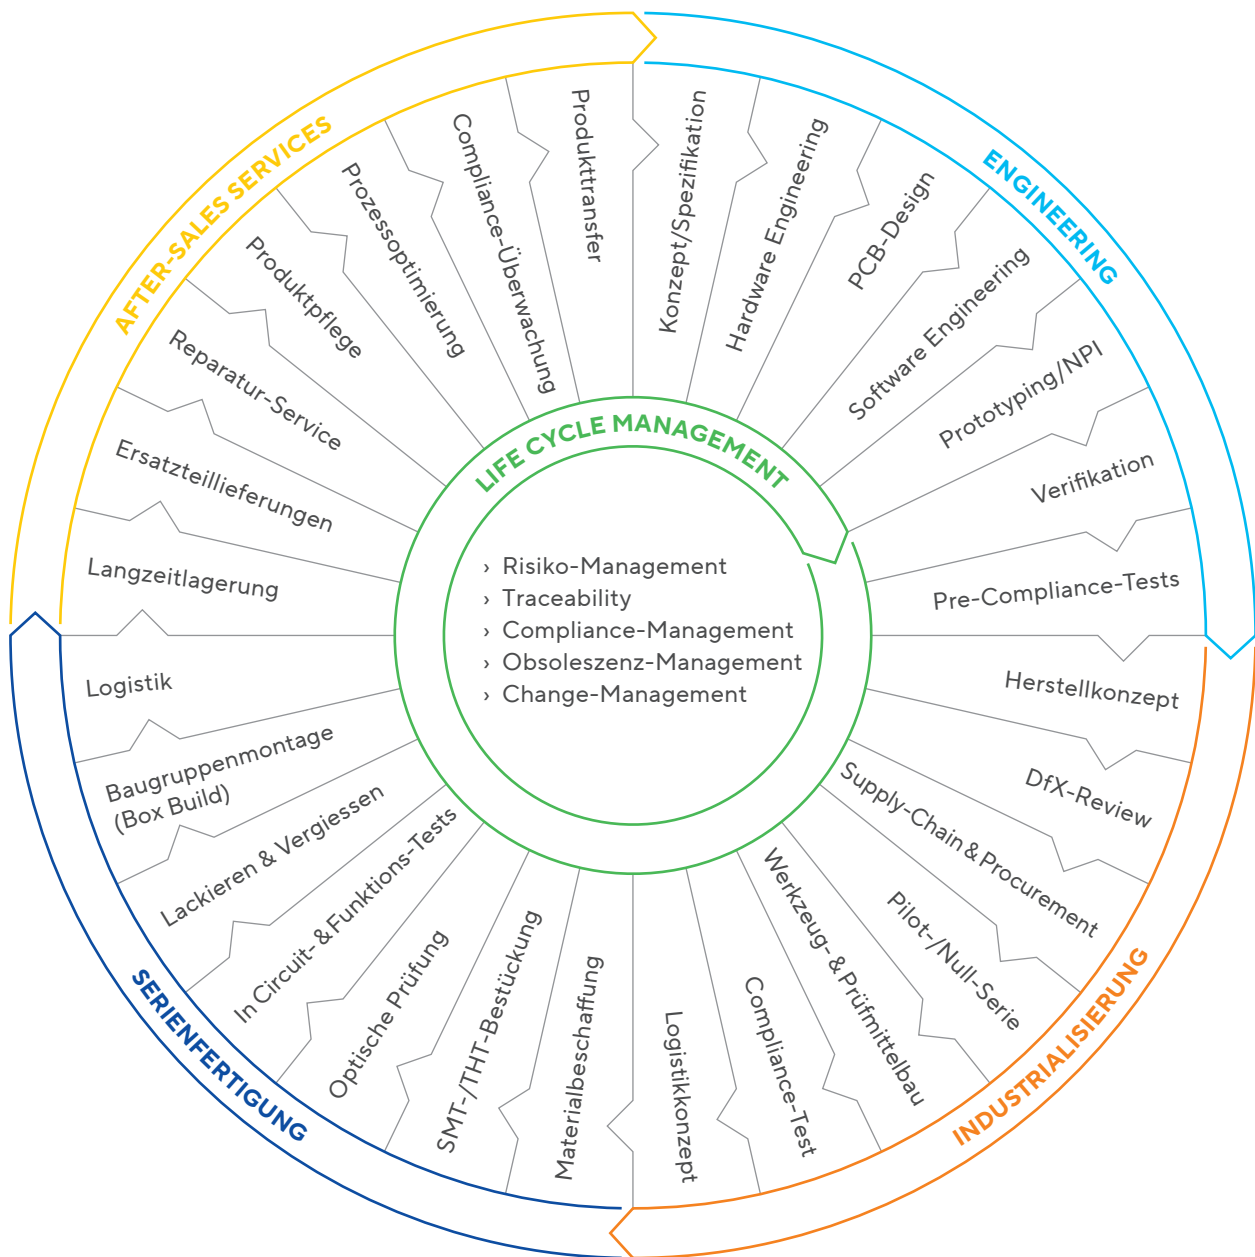 ENGINEERING
Konzept/Spezifikation
Hardware Engineering
PCB-Design
Software Engineering
Prototyping/NPI
Verifikation
Pre-Compliance-Tests
INDUSTRIALISIERUNG
Herstellkonzept
DfX-Review
Supply-Chain & Procurement
Pilot-/Null-Serie
Werkzeug- & Prüfmittelbau
Compliance-Test
Logistikkonzept
SERIENFERTIGUNG
Materialbeschaffung
SMT-/THT-Bestückung
Optische Prüfung
In Circuit- & Funktions-Tests
Lackieren & Vergiessen
Baugruppenmontage
(Box Build)
Logistik
AFTER-SALES SERVICES
Langzeitlagerung
Ersatzteillieferungen
Reparatur-Service
Produktpflege
Prozessoptimierung
Compliance-Überwachung
Produkttransfer
LIFE CYCLE MANAGEMENT
› Risiko-Management
› Traceability
› Compliance-Management
› Obsoleszenz-Management
› Change-Management